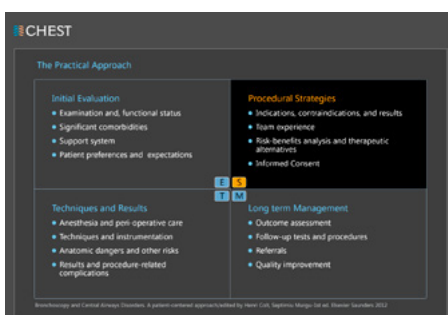 CHEST
The Practical Approach
Initial Evaluation
Examination and, functional status
Significant comorbidities
Support system
Patient preferences and expectations
Procedural Strategies
Indications, contraindications, and results
Team experience
Risk-benefits analysis and therapeutic
alternatives
Informed Consent
E S
T M
Techniques and Results
Anesthesia and peri-operative care
Techniques and instrumentation
Anatomic dangers and other risks
Results and procedure-related
complications
Long term Management
Outcome assessment
Follow-up tests and procedures
Referrals
Quality improvement
Bronchoscopy and Central Airways Disorders. A patient-centered approach/edited by Henri Colt, Septimiu Murgu-1st ed. Elsevier Saunders 2012